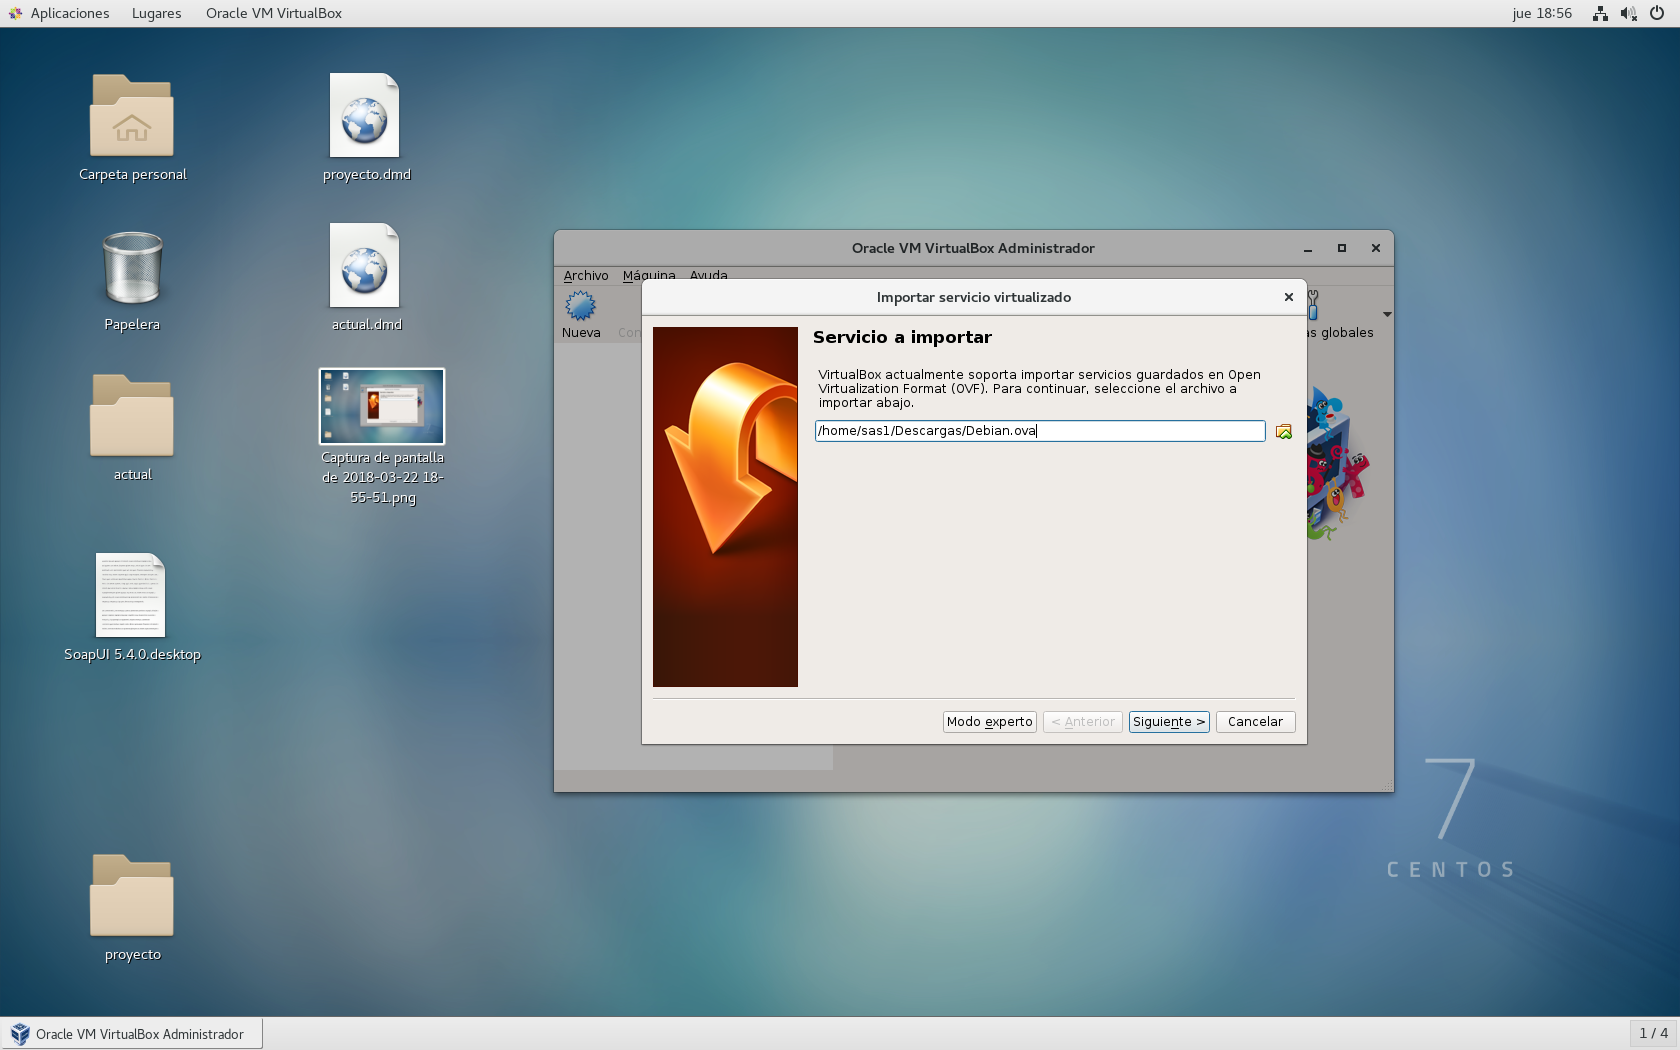 Aplicaciones
Lugares
Oracle VM VirtualBox
jue 18:56
Carpeta personal
proyecto.dmd
Papelera
actual.dmd
actual
Captura de pantalla
de 2018-03-22 18-
55-51.png
SoapUI 5.4.0.desktop
proyecto
Oracle VM VirtualBox Administrador
Archivo
Máquina
Ayuda
Nueva
globales
Importar servicio virtualizado
Servicio a importar
VirtualBox actualmente soporta importar servicios guardados en Open
Virtualization Format (OVF). Para continuar, seleccione el archivo a
importar abajo.
/home/sas1/Descargas/Debian.ova
Modo experto
< Anterior
Siguiente >
Cancelar
7
CENTOS
Oracle VM VirtualBox Administrador
1 / 4